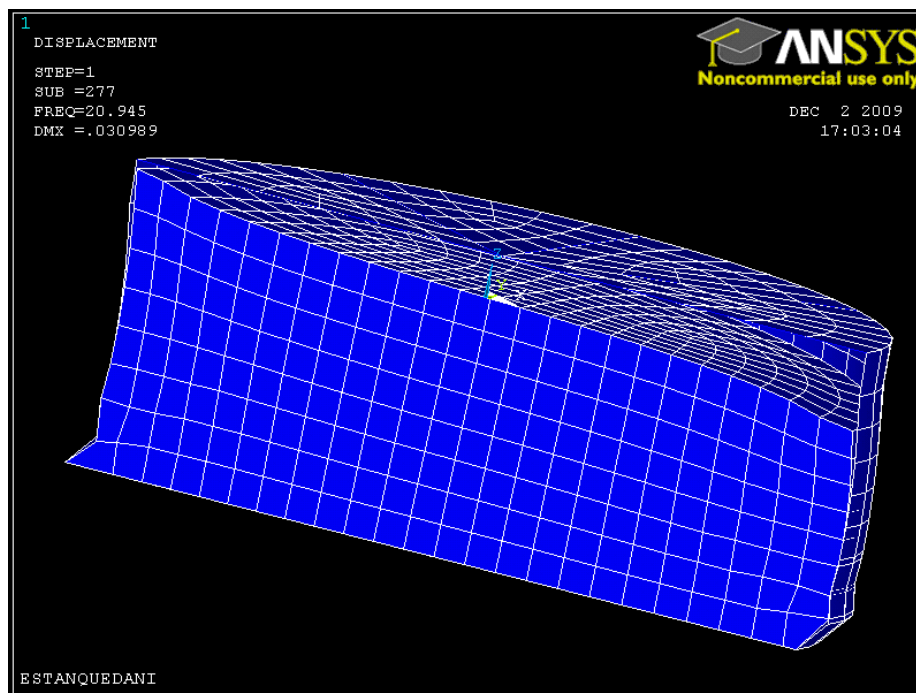 1
DISPLACEMENT
STEP=1
SUB =277
FREQ=20.945
DMX =.030989
ANSYS
Noncommercial use only
DEC 2 2009
17:03:04
Z
ESTANQUEDANI